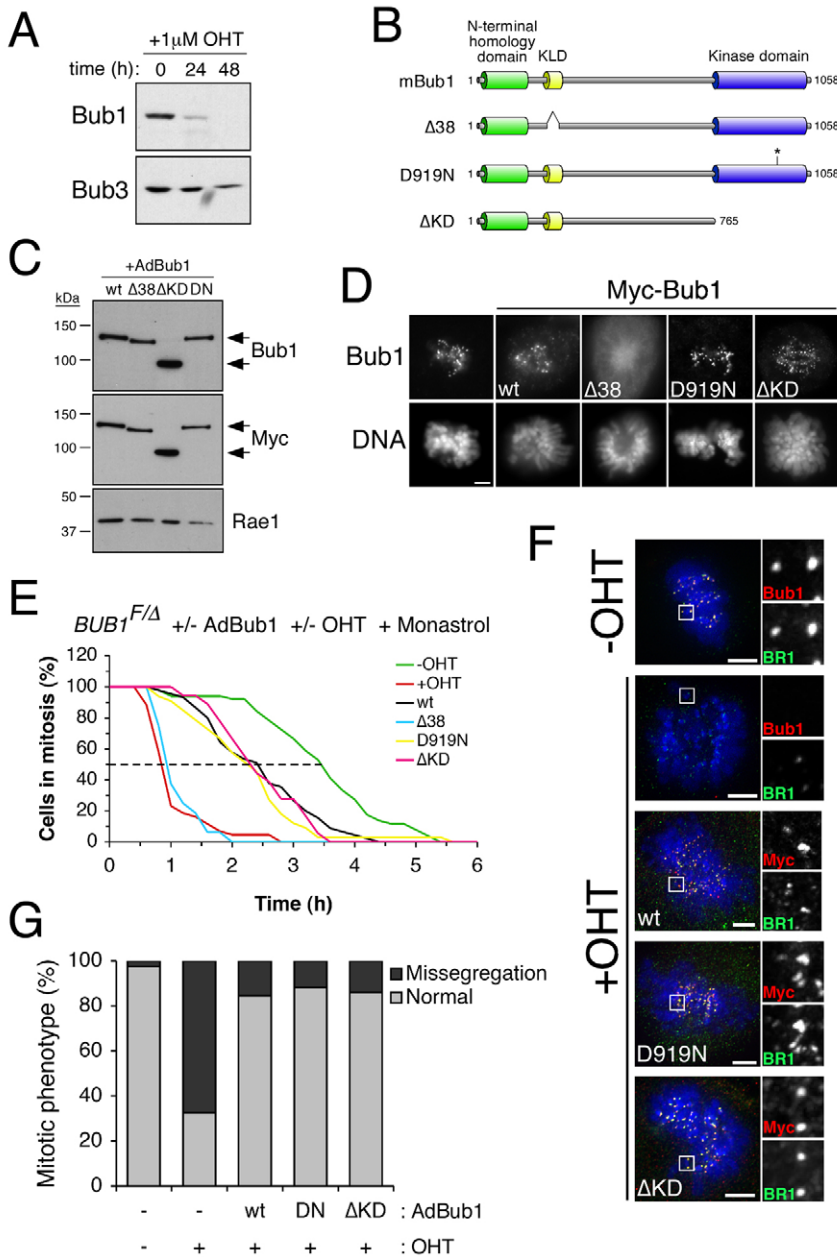 A
+1µM OHT
time (h): 0 24 48
Bub1
Bub3
B
N-terminal
homology
domain
KLD
Kinase domain
mBub1 1 1058
Δ38 1 1058
*
D919N 1 1058
ΔKD 1 765
C
+AdBub1
kDa wt Δ38 ΔKD DN
150
100
Bub1
150
100
Myc
50
37
Rae1
D
Myc-Bub1
Bub1
wt Δ38 D919N ΔKD
DNA
E
BUB1 F/Δ +/- AdBub1 +/- OHT + Monastrol
Cells in mitosis (%)
120
100
80
60
40
20
0
0 1 2 3 4 5 6
Time (h)
-OHT
+OHT
wt
Δ38
D919N
ΔKD
F
-OHT
Bub1
BR1
+OHT
Bub1
BR1
wt
Myc
BR1
D919N
Myc
BR1
ΔKD
Myc
BR1
G
Mitotic phenotype (%)
100
80
60
40
20
0
Missegregation
Normal
- - wt DN ΔKD : AdBub1
- + + + + : OHT